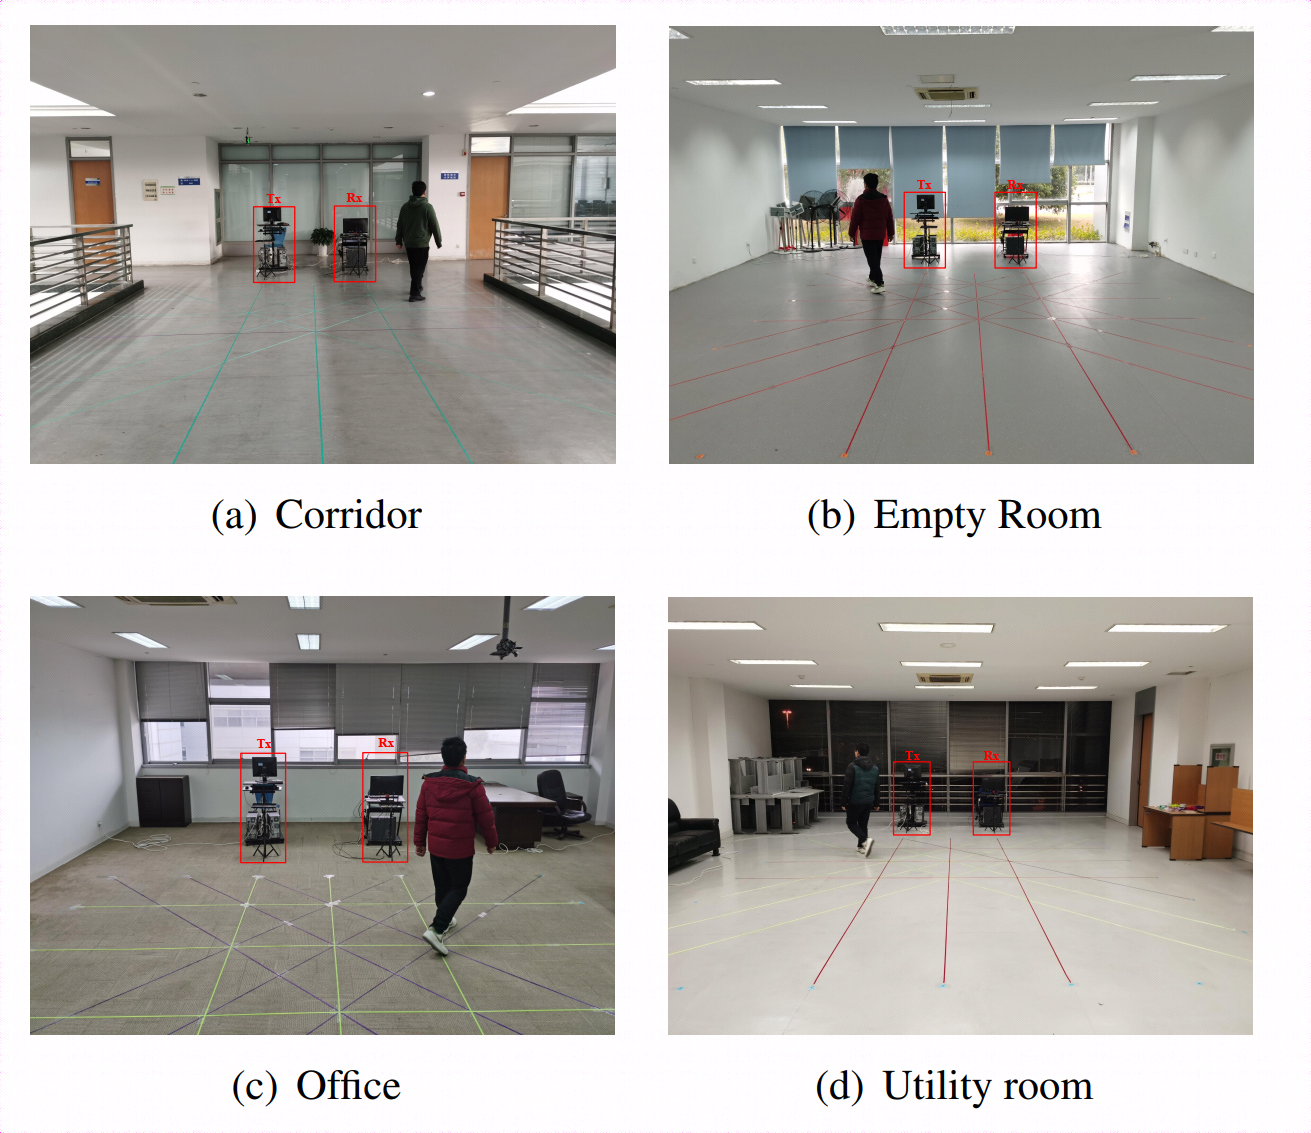 Tx
Rx
(a) Corridor
Tx
Rx
(b) Empty Room
Tx
Rx
(c) Office
Tx
Rx
(d) Utility room